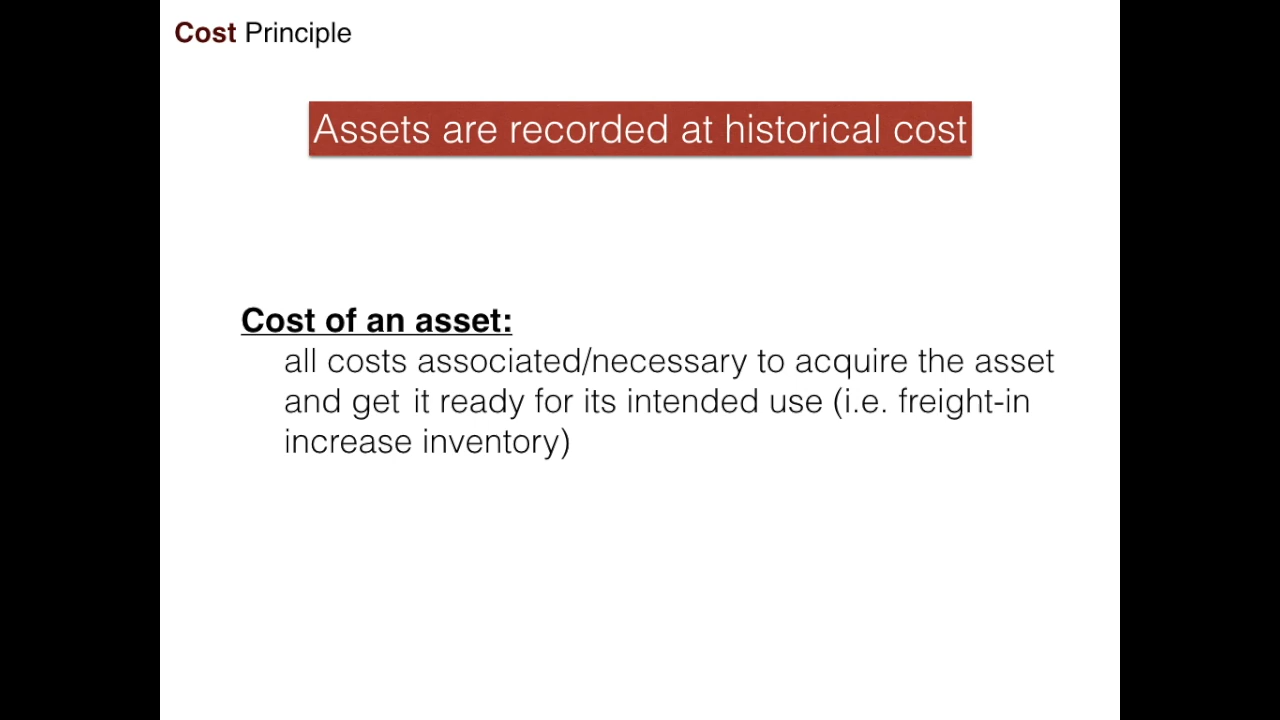 Cost Principle
Assets are recorded at historical cost
Cost of an asset:
all costs associated/necessary to acquire the asset
and get it ready for its intended use (i.e. freight-in
increase inventory)